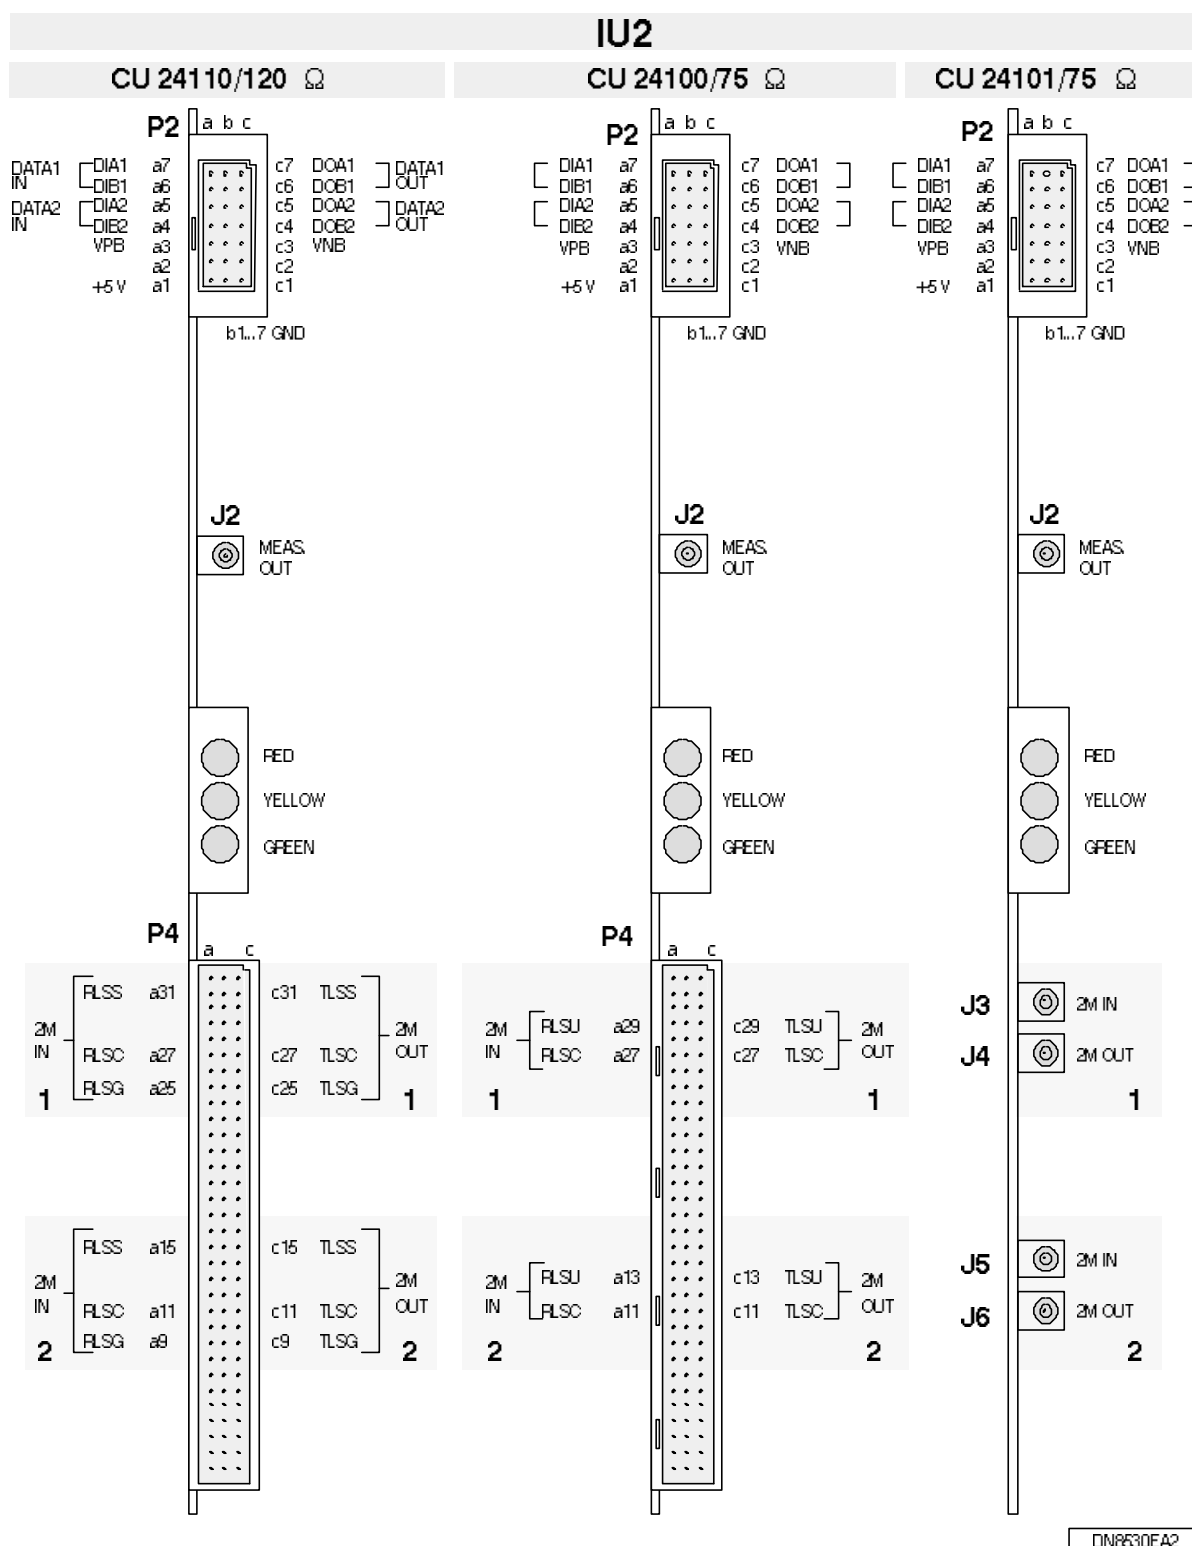 IU2
CU 24110/120 Ω CU 24100/75 Ω CU 24101/75 Ω
P2 a b c
DATA1 IN DIA1 a7 c7 DOA1 DATA1 OUT
DIB1 a6 c6 DOB1
DATA2 IN DIA2 a5 c5 DOA2 DATA2 OUT
DIB2 a4 c4 DOB2
VPB a3 c3 VNB
a2 c2
+5 V a1 c1
b1...7 GND
P2 a b c
DIA1 a7 c7 DOA1
DIB1 a6 c6 DOB1
DIA2 a5 c5 DOA2
DIB2 a4 c4 DOB2
VPB a3 c3 VNB
a2 c2
+5 V a1 c1
b1...7 GND
P2 a b c
DIA1 a7 c7 DOA1
DIB1 a6 c6 DOB1
DIA2 a5 c5 DOA2
DIB2 a4 c4 DOB2
VPB a3 c3 VNB
a2 c2
+5 V a1 c1
b1...7 GND
J2
MEAS.
OUT
J2
MEAS.
OUT
J2
MEAS.
OUT
RED
YELLOW
GREEN
RED
YELLOW
GREEN
RED
YELLOW
GREEN
P4 a c
RLSS a31 c31 TLSS
2M IN 2M OUT
RLSC a27 c27 TLSC
RLSG a25 c25 TLSG
1 1
RLSS a15 c15 TLSS
2M IN 2M OUT
RLSC a11 c11 TLSC
RLSG a9 c9 TLSG
2 2
P4 a c
2M IN RLSU a29 c29 TLSU 2M OUT
RLSC a27 c27 TLSC
1 1
2M IN RLSU a13 c13 TLSU 2M OUT
RLSC a11 c11 TLSC
2 2
J3 2M IN
J4 2M OUT
1
J5 2M IN
J6 2M OUT
2
DN8530EA2